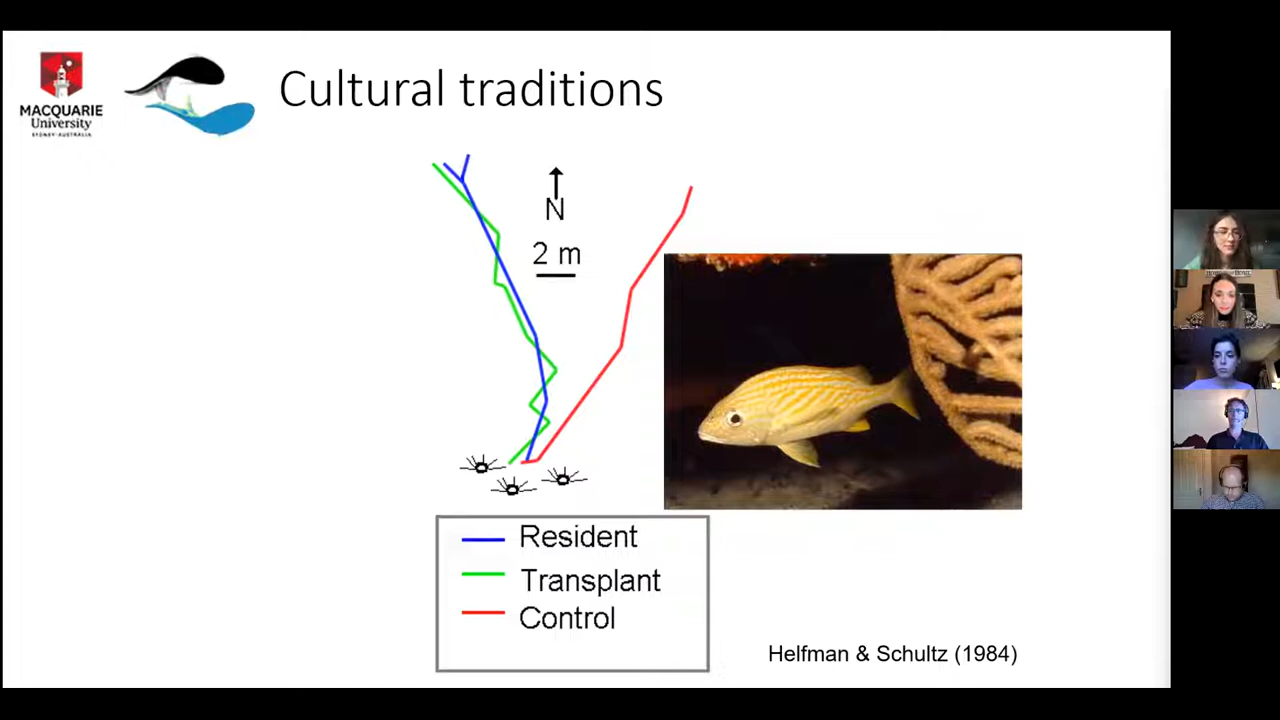 MACQUARIE
University
SYDNEY·AUSTRALIA
Cultural traditions
N
2 m
Resident
Transplant
Control
Helfman & Schultz (1984)